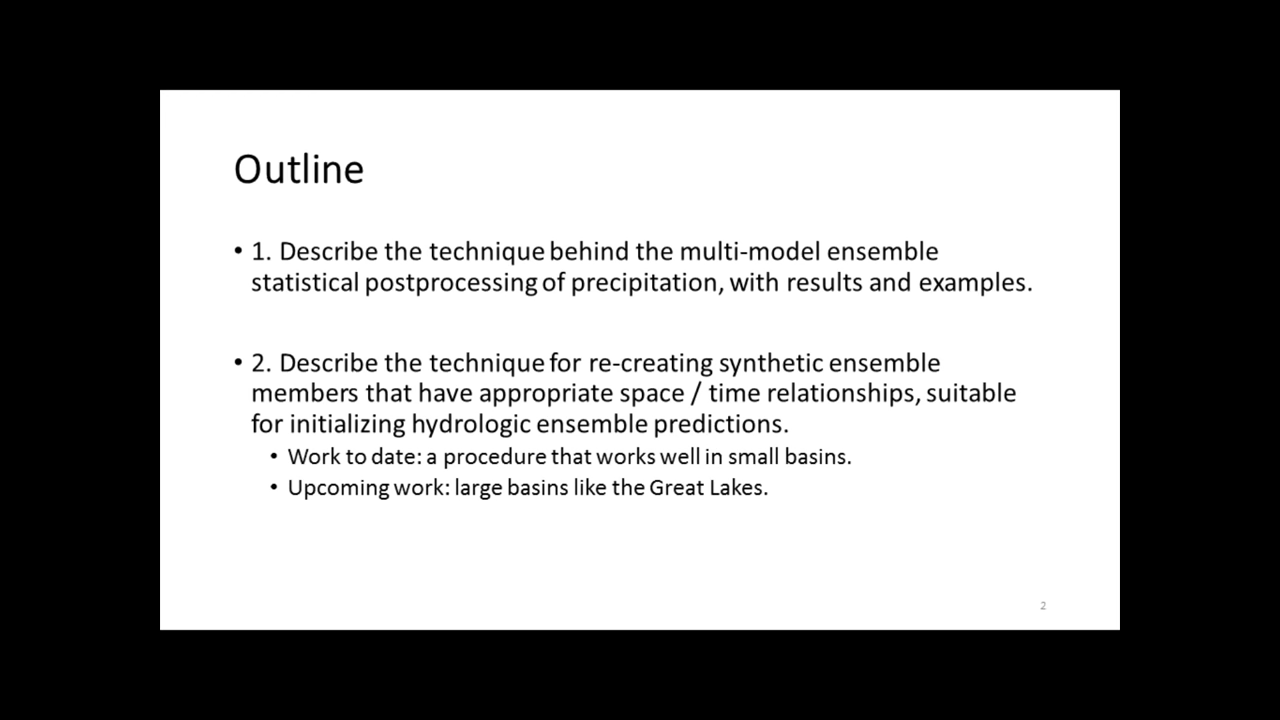 Outline
• 1. Describe the technique behind the multi-model ensemble
statistical postprocessing of precipitation, with results and examples.
• 2. Describe the technique for re-creating synthetic ensemble
members that have appropriate space / time relationships, suitable
for initializing hydrologic ensemble predictions.
• Work to date: a procedure that works well in small basins.
• Upcoming work: large basins like the Great Lakes.
2